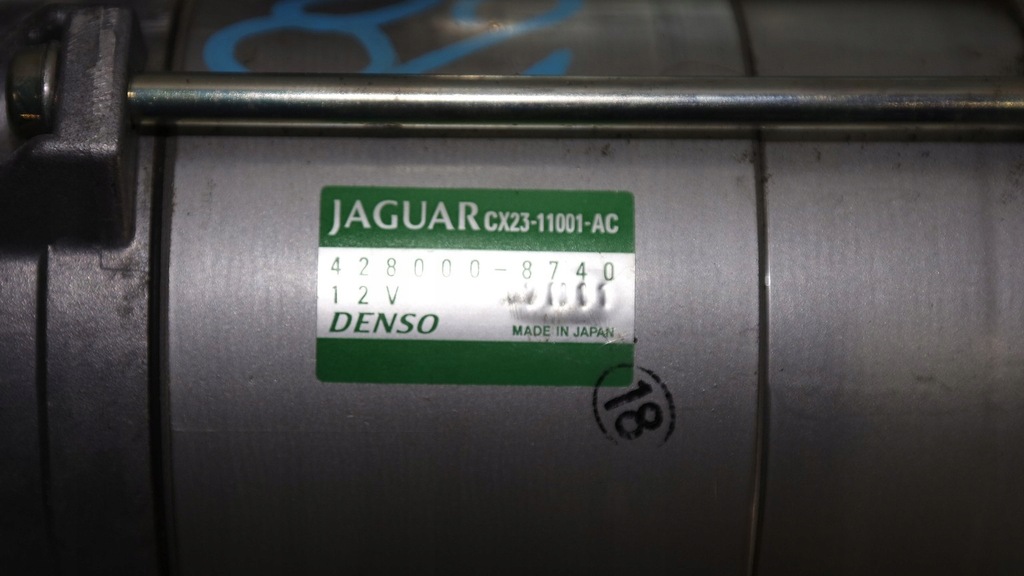 JAGUAR CX23-11001-AC
428000-8740
12V
DENSO MADE IN JAPAN
18